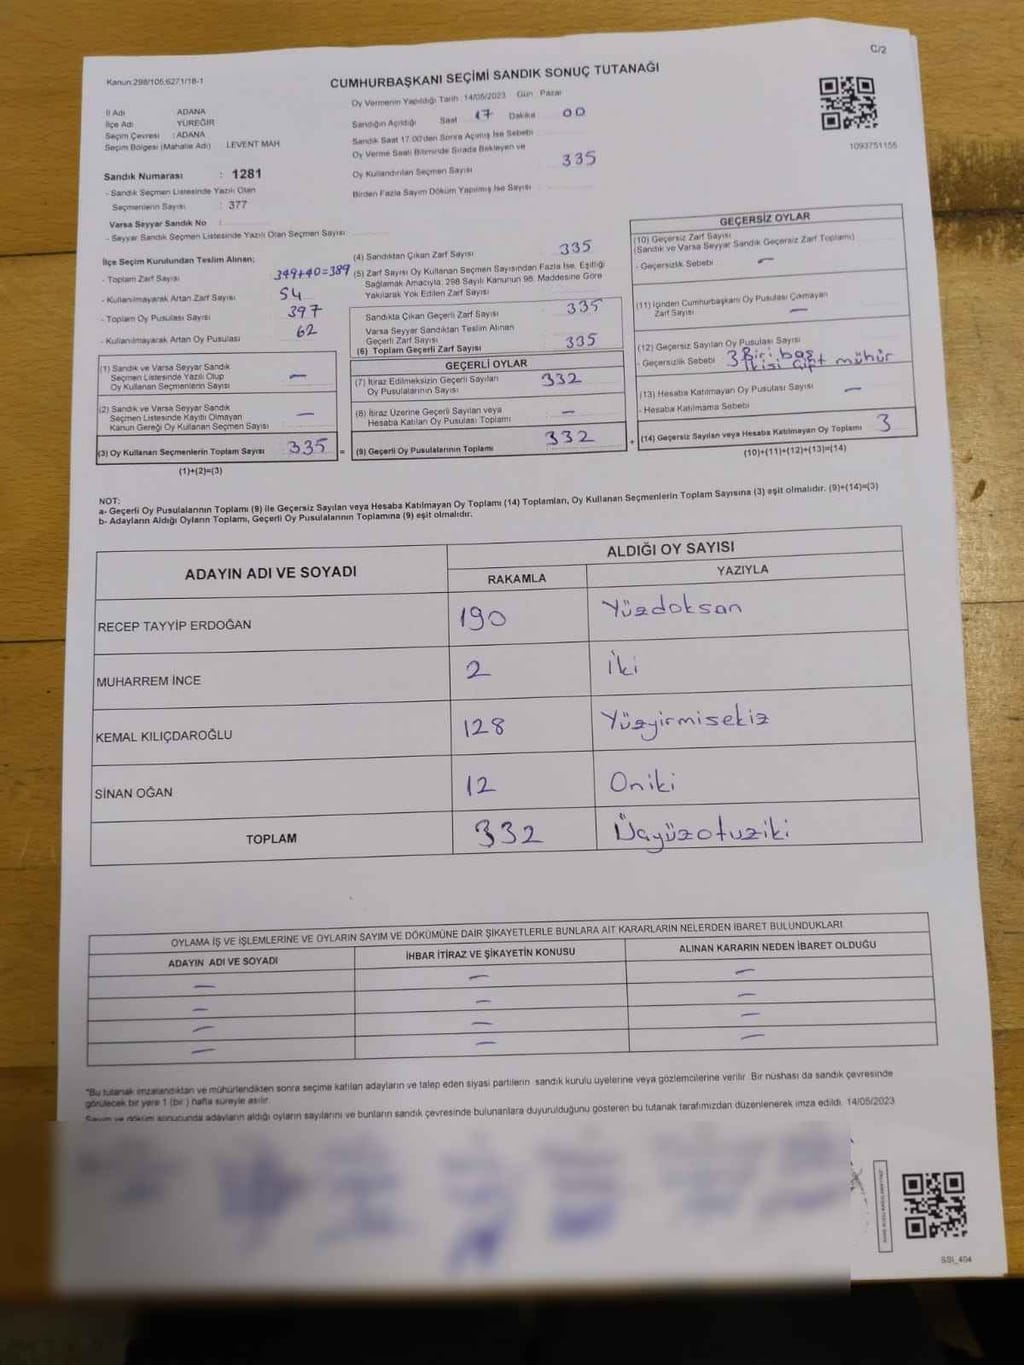 C/2
Kanun:298/105,6271/18-1
CUMHURBAŞKANI SEÇİMİ SANDIK SONUÇ TUTANAĞI
İl Adı ADANA
İlçe Adı YÜREĞİR
Seçim Çevresi : ADANA
Seçim Bölgesi (Mahalle Adı) LEVENT MAH
Sandık Numarası : 1281
- Sandık Seçmen Listesinde Yazılı Olan
Seçmenlerin Sayısı : 377
Varsa Seyyar Sandık No :
- Seyyar Sandık Seçmen Listesinde Yazılı Olan Seçmen Sayısı
Oy Vermenin Yapıldığı Tarih : 14/05/2023 Gün Pazar
Sandığın Açıldığı Saat 17 Dakika 00
Sandık Saat 17:00'den Sonra Açılmış İse Sebebi
Oy Verme Saati Bitiminde Sırada Bekleyen ve
Oy Kullandırılan Seçmen Sayısı 335
Birden Fazla Sayım Döküm Yapılmış İse Sayısı
1093751156
İlçe Seçim Kurulundan Teslim Alınan;
- Toplam Zarf Sayısı 349+40=389
- Kullanılmayarak Artan Zarf Sayısı 54
- Toplam Oy Pusulası Sayısı 397
- Kullanılmayarak Artan Oy Pusulası 62
(1) Sandık ve Varsa Seyyar Sandık
Seçmen Listesinde Yazılı Olup
Oy Kullanan Seçmenlerin Sayısı —
(2) Sandık ve Varsa Seyyar Sandık
Seçmen Listesinde Kayıtlı Olmayan
Kanun Gereği Oy Kullanan Seçmen Sayısı —
(3) Oy Kullanan Seçmenlerin Toplam Sayısı 335 =
(1)+(2)=(3)
(4) Sandıktan Çıkan Zarf Sayısı 335
(5) Zarf Sayısı Oy Kullanan Seçmen Sayısından Fazla İse, Eşitliği
Sağlamak Amacıyla, 298 Sayılı Kanunun 98. Maddesine Göre
Yakılarak Yok Edilen Zarf Sayısı
Sandıkta Çıkan Geçerli Zarf Sayısı 335
Varsa Seyyar Sandıktan Teslim Alınan
Geçerli Zarf Sayısı
(6) Toplam Geçerli Zarf Sayısı 335
GEÇERLİ OYLAR
(7) İtiraz Edilmeksizin Geçerli Sayılan
Oy Pusulalarının Sayısı 332
(8) İtiraz Üzerine Geçerli Sayılan veya
Hesaba Katılan Oy Pusulası Toplamı —
(9) Geçerli Oy Pusulalarının Toplamı 332 +
GEÇERSİZ OYLAR
(10) Geçersiz Zarf Sayısı
(Sandık ve Varsa Seyyar Sandık Geçersiz Zarf Toplamı)
- Geçersizlik Sebebi —
(11) İçinden Cumhurbaşkanı Oy Pusulası Çıkmayan
Zarf Sayısı —
(12) Geçersiz Sayılan Oy Pusulası Sayısı
- Geçersizlik Sebebi 3 Biri boş
İkisi çift mühür
(13) Hesaba Katılmayan Oy Pusulası Sayısı —
- Hesaba Katılmama Sebebi
(14) Geçersiz Sayılan veya Hesaba Katılmayan Oy Toplamı 3
(10)+(11)+(12)+(13)=(14)
NOT:
a- Geçerli Oy Pusulalarının Toplamı (9) ile Geçersiz Sayılan veya Hesaba Katılmayan Oy Toplamı (14) Toplamları, Oy Kullanan Seçmenlerin Toplam Sayısına (3) eşit olmalıdır. (9)+(14)=(3)
b- Adayların Aldığı Oyların Toplamı, Geçerli Oy Pusulalarının Toplamına (9) eşit olmalıdır.
ADAYIN ADI VE SOYADI
ALDIĞI OY SAYISI
RAKAMLA YAZIYLA
RECEP TAYYİP ERDOĞAN 190 Yüzdoksan
MUHARREM İNCE 2 İki
KEMAL KILIÇDAROĞLU 128 Yüzyirmisekiz
SİNAN OĞAN 12 Oniki
TOPLAM 332 Üçyüzotuziki
OYLAMA İŞ VE İŞLEMLERİNE VE OYLARIN SAYIM VE DÖKÜMÜNE DAİR ŞİKAYETLERLE BUNLARA AİT KARARLARIN NELERDEN İBARET BULUNDUKLARI
ADAYIN ADI VE SOYADI İHBAR İTİRAZ VE ŞİKAYETİN KONUSU ALINAN KARARIN NEDEN İBARET OLDUĞU
— — —
— — —
— — —
— — —
"Bu tutanak imzalandıktan ve mühürlendikten sonra seçime katılan adayların ve talep eden siyasi partilerin sandık kurulu üyelerine veya gözlemcilerine verilir. Bir nüshası da sandık çevresinde
görülecek bir yere 1 (bir) hafta süreyle asılır.
Sayım ve döküm sonucunda adayların aldığı oyların sayılarını ve bunların sandık çevresinde bulunanlara duyurulduğunu gösteren bu tutanak tarafımızdan düzenlenerek imza edildi. 14/05/2023
SSI_404